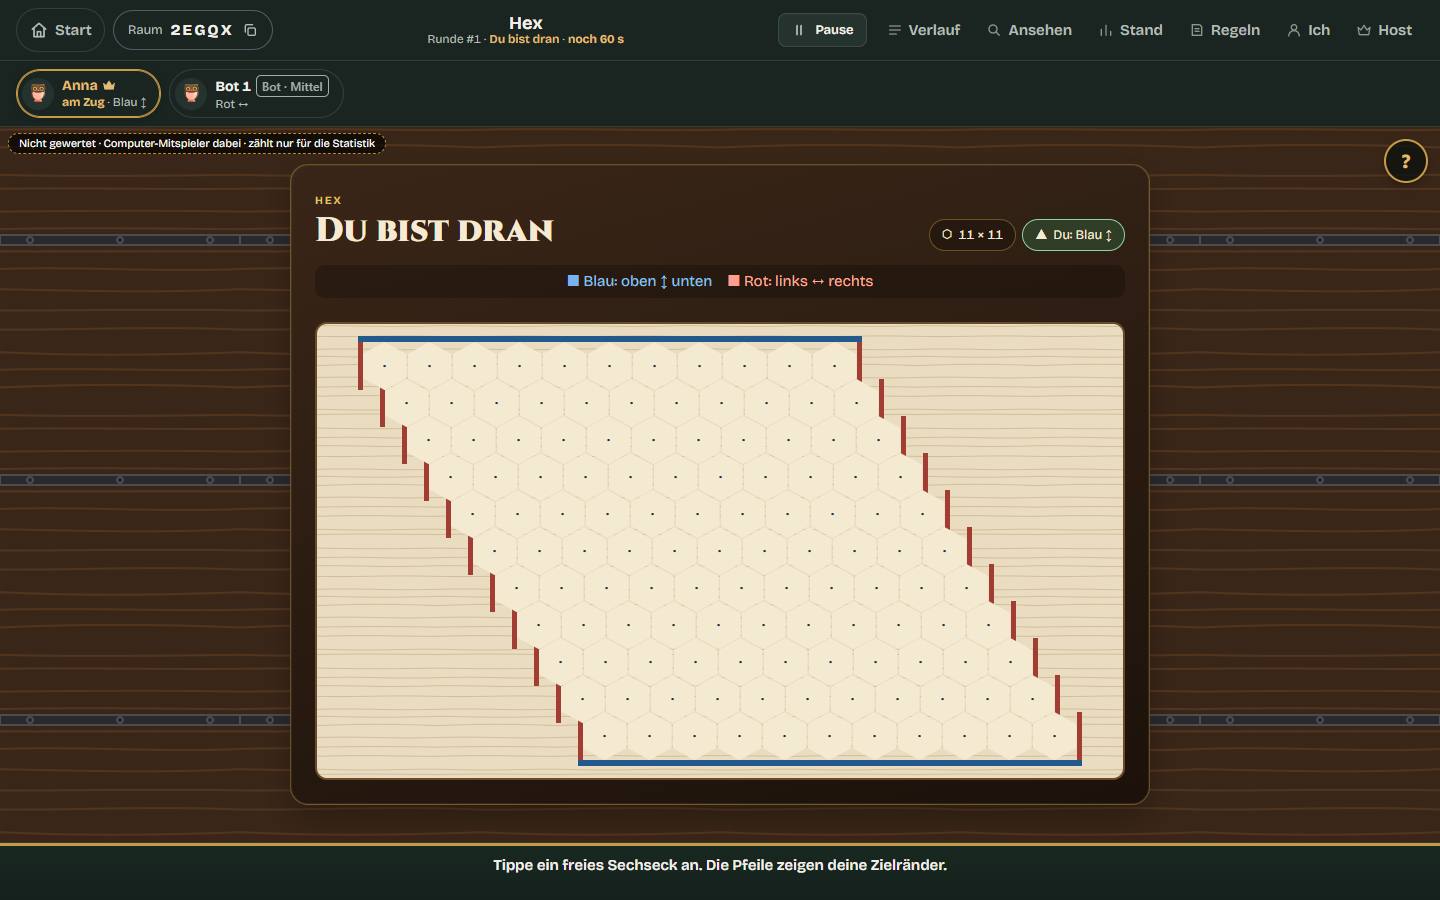 Start
Raum 2EGQX
Hex
Runde #1 · Du bist dran · noch 60 s
Pause
Verlauf
Ansehen
Stand
Regeln
Ich
Host
Anna
am Zug · Blau ↕
Bot 1 Bot · Mittel
Rot ↔
Nicht gewertet · Computer-Mitspieler dabei · zählt nur für die Statistik
?
HEX
Du bist dran
11 × 11
Du: Blau ↕
Blau: oben ↕ unten
Rot: links ↔ rechts
Tippe ein freies Sechseck an. Die Pfeile zeigen deine Zielränder.